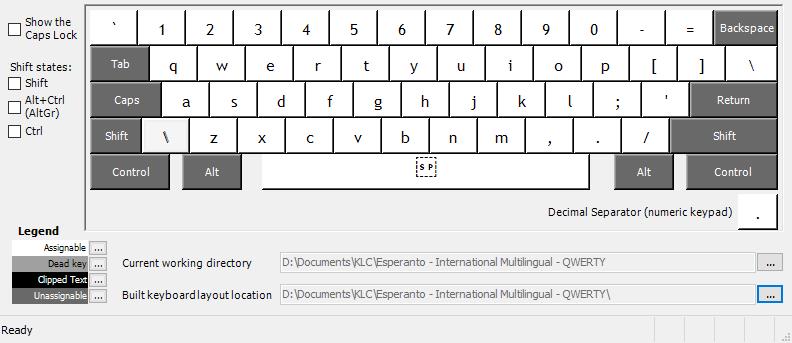 Show the
Caps Lock
Shift states:
Shift
Alt+Ctrl
(AltGr)
Ctrl
` 1 2 3 4 5 6 7 8 9 0 - = Backspace
Tab q w e r t y u i o p [ ] \
Caps a s d f g h j k l ; ' Return
Shift \ z x c v b n m , . / Shift
Control Alt SP Alt Control
Decimal Separator (numeric keypad) .
Legend
Assignable ...
Dead key ...
Clipped Text ...
Unassignable ...
Current working directory D:\Documents\KLC\Esperanto - International Multilingual - QWERTY ...
Built keyboard layout location D:\Documents\KLC\Esperanto - International Multilingual - QWERTY\ ...
Ready